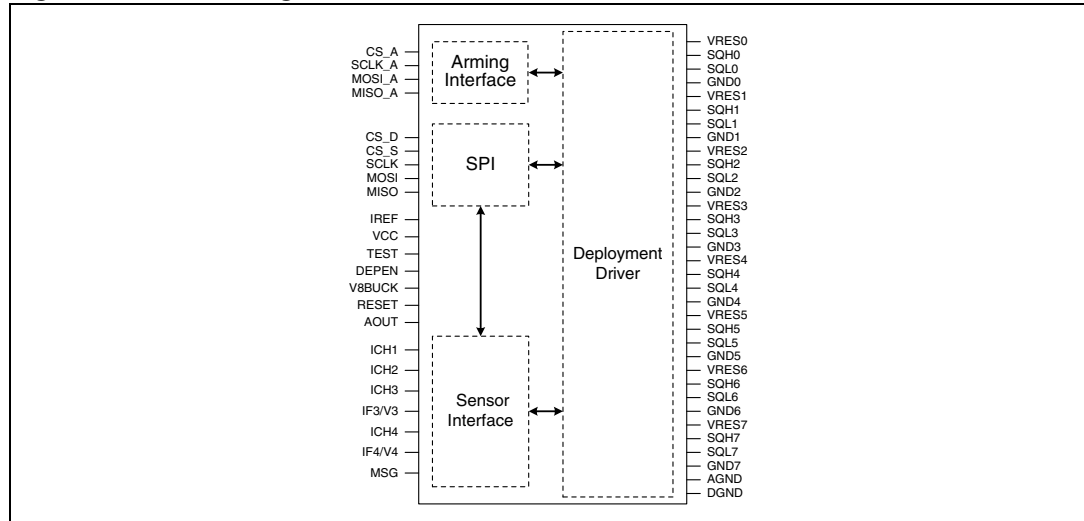 CS_A
SCLK_A
MOSI_A
MISO_A
CS_D
CS_S
SCLK
MOSI
MISO
IREF
VCC
TEST
DEPEN
V8BUCK
RESET
AOUT
ICH1
ICH2
ICH3
IF3/V3
ICH4
IF4/V4
MSG
Arming
Interface
SPI
Sensor
Interface
Deployment
Driver
VRES0
SQH0
SQL0
GND0
VRES1
SQH1
SQL1
GND1
VRES2
SQH2
SQL2
GND2
VRES3
SQH3
SQL3
GND3
VRES4
SQH4
SQL4
GND4
VRES5
SQH5
SQL5
GND5
VRES6
SQH6
SQL6
GND6
VRES7
SQH7
SQL7
GND7
AGND
DGND